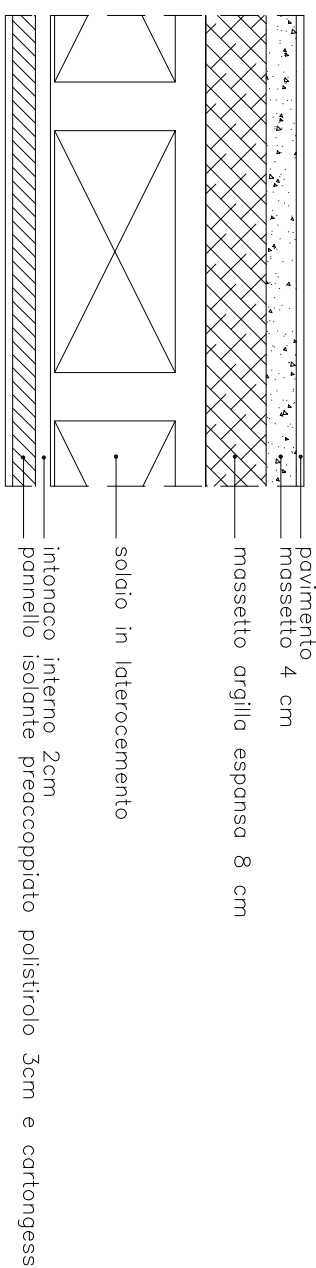 pavimento
massetto 4 cm
massetto argilla espansa 8 cm
solaio in laterocemento
intonaco interno 2cm
pannello isolante preaccoppiato polistirolo 3cm e cartongess